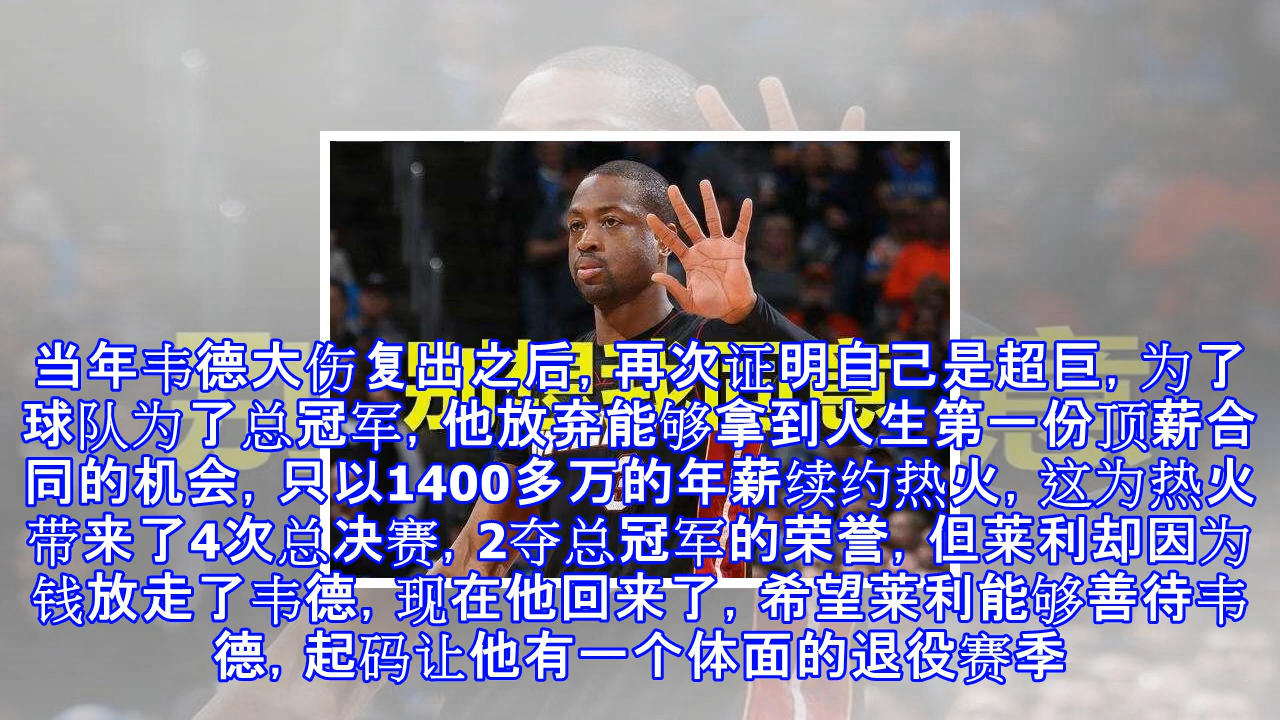 当年韦德大伤复出之后, 再次证明自己是超巨, 为了
球队为了总冠军, 他放弃能够拿到人生第一份顶薪合
同的机会, 只以1400多万的年薪续约热火, 这为热火
带来了4次总决赛, 2夺总冠军的荣誉, 但莱利却因为
钱放走了韦德, 现在他回来了, 希望莱利能够善待韦
德, 起码让他有一个体面的退役赛季